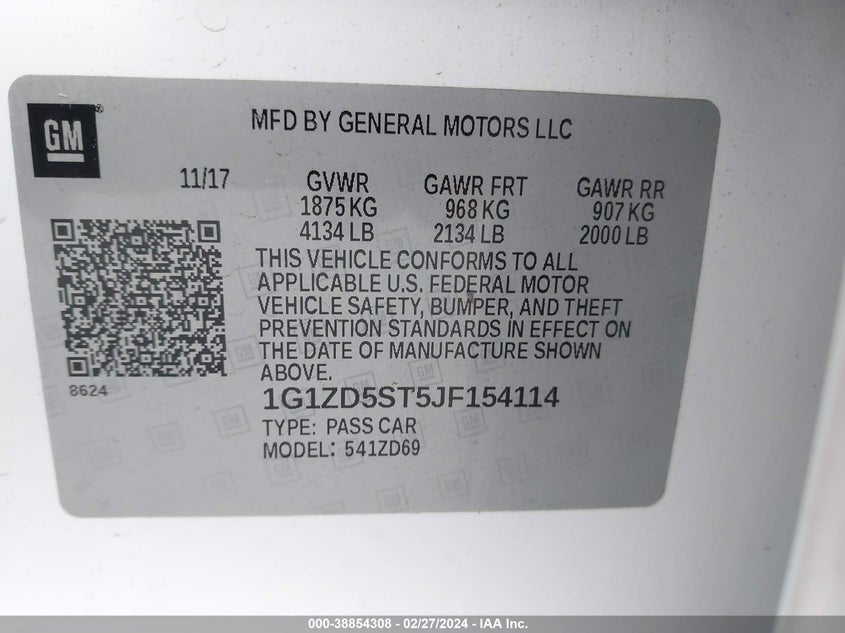 GM
MFD BY GENERAL MOTORS LLC
11/17 GVWR GAWR FRT GAWR RR
1875 KG 968 KG 907 KG
4134 LB 2134 LB 2000 LB
THIS VEHICLE CONFORMS TO ALL
APPLICABLE U.S. FEDERAL MOTOR
VEHICLE SAFETY, BUMPER, AND THEFT
PREVENTION STANDARDS IN EFFECT ON
THE DATE OF MANUFACTURE SHOWN
ABOVE.
8624
1G1ZD5ST5JF154114
TYPE: PASS CAR
MODEL: 541ZD69
000-38854308 - 02/27/2024 - IAA, Inc.